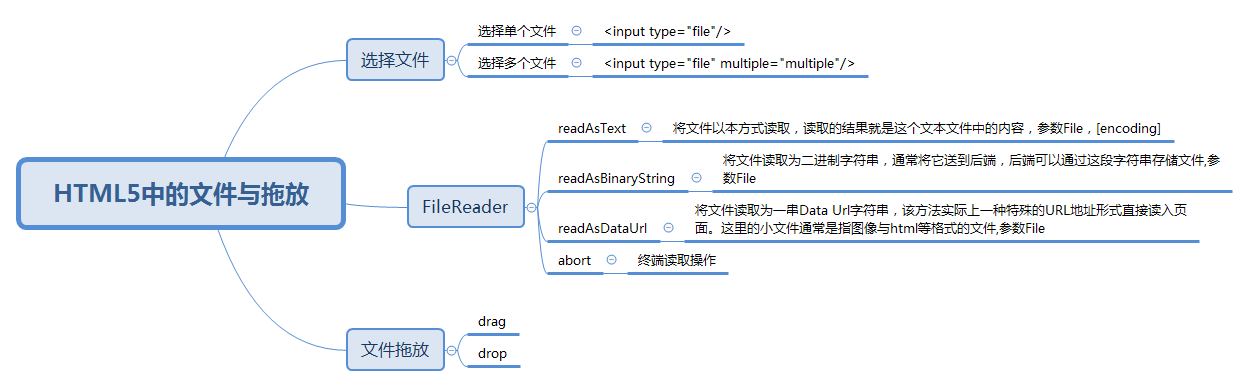 选择单个文件
<input type="file"/>
选择文件
选择多个文件
<input type="file" multiple="multiple"/>
readAsText
将文件以本方式读取，读取的结果就是这个文本文件中的内容，参数File，[encoding]
HTML5中的文件与拖放
FileReader
readAsBinaryString
将文件读取为二进制字符串，通常将它送到后端，后端可以通过这段字符串存储文件,参
数File
readAsDataUrl
将文件读取为一串Data Url字符串，该方法实际上一种特殊的URL地址形式直接读入页
面。这里的小文件通常是指图像与html等格式的文件,参数File
abort
终端读取操作
文件拖放
drag
drop